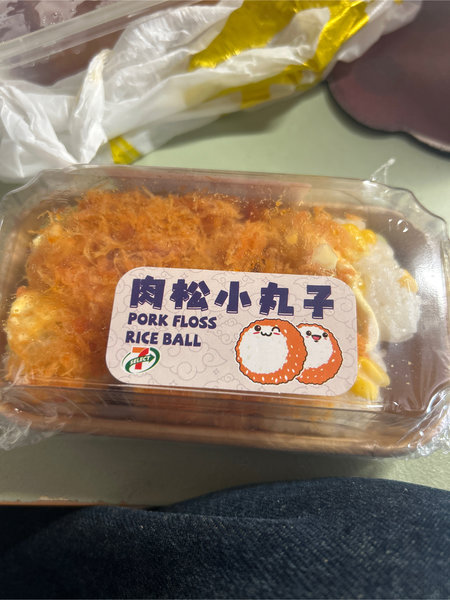 肉松小丸子
PORK FLOSS
RICE BALL
7
SELECT